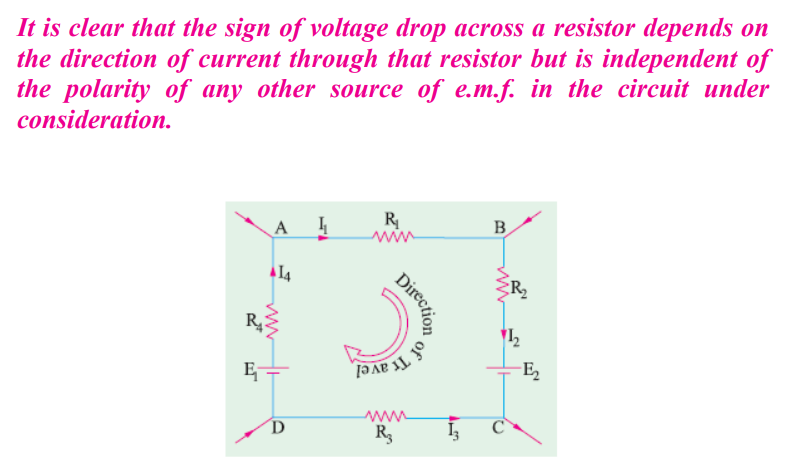 It is clear that the sign of voltage drop across a resistor depends on
the direction of current through that resistor but is independent of
the polarity of any other source of e.m.f. in the circuit under
consideration.
A I₁ R₁ B
I₄
R₂
Direction of Travel
R₄
I₂
E₁
E₂
D R₃ I₃ C